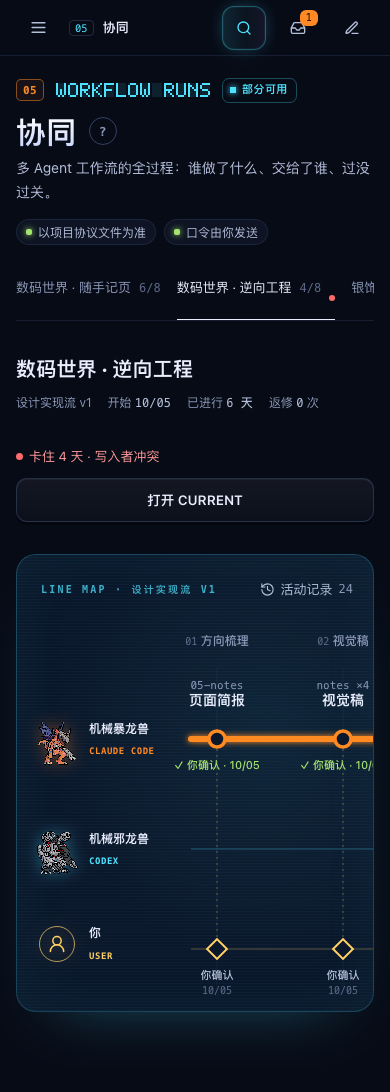 05 协同
1
05 WORKFLOW RUNS 部分可用
协同 ?
多 Agent 工作流的全过程：谁做了什么、交给了谁、过没
过关。
以项目协议文件为准 口令由你发送
数码世界 · 随手记页 6/8 数码世界 · 逆向工程 4/8 银饰
数码世界 · 逆向工程
设计实现流 v1 开始 10/05 已进行 6 天 返修 0 次
卡住 4 天 · 写入者冲突
打开 CURRENT
LINE MAP · 设计实现流 V1 活动记录 24
01 方向梳理 02 视觉稿
05—notes notes ×4
页面简报 视觉稿
机械暴龙兽
CLAUDE CODE
✓ 你确认 · 10/05 ✓ 你确认 · 10/0
机械邪龙兽
CODEX
你
USER
你确认 你确认
10/05 10/05